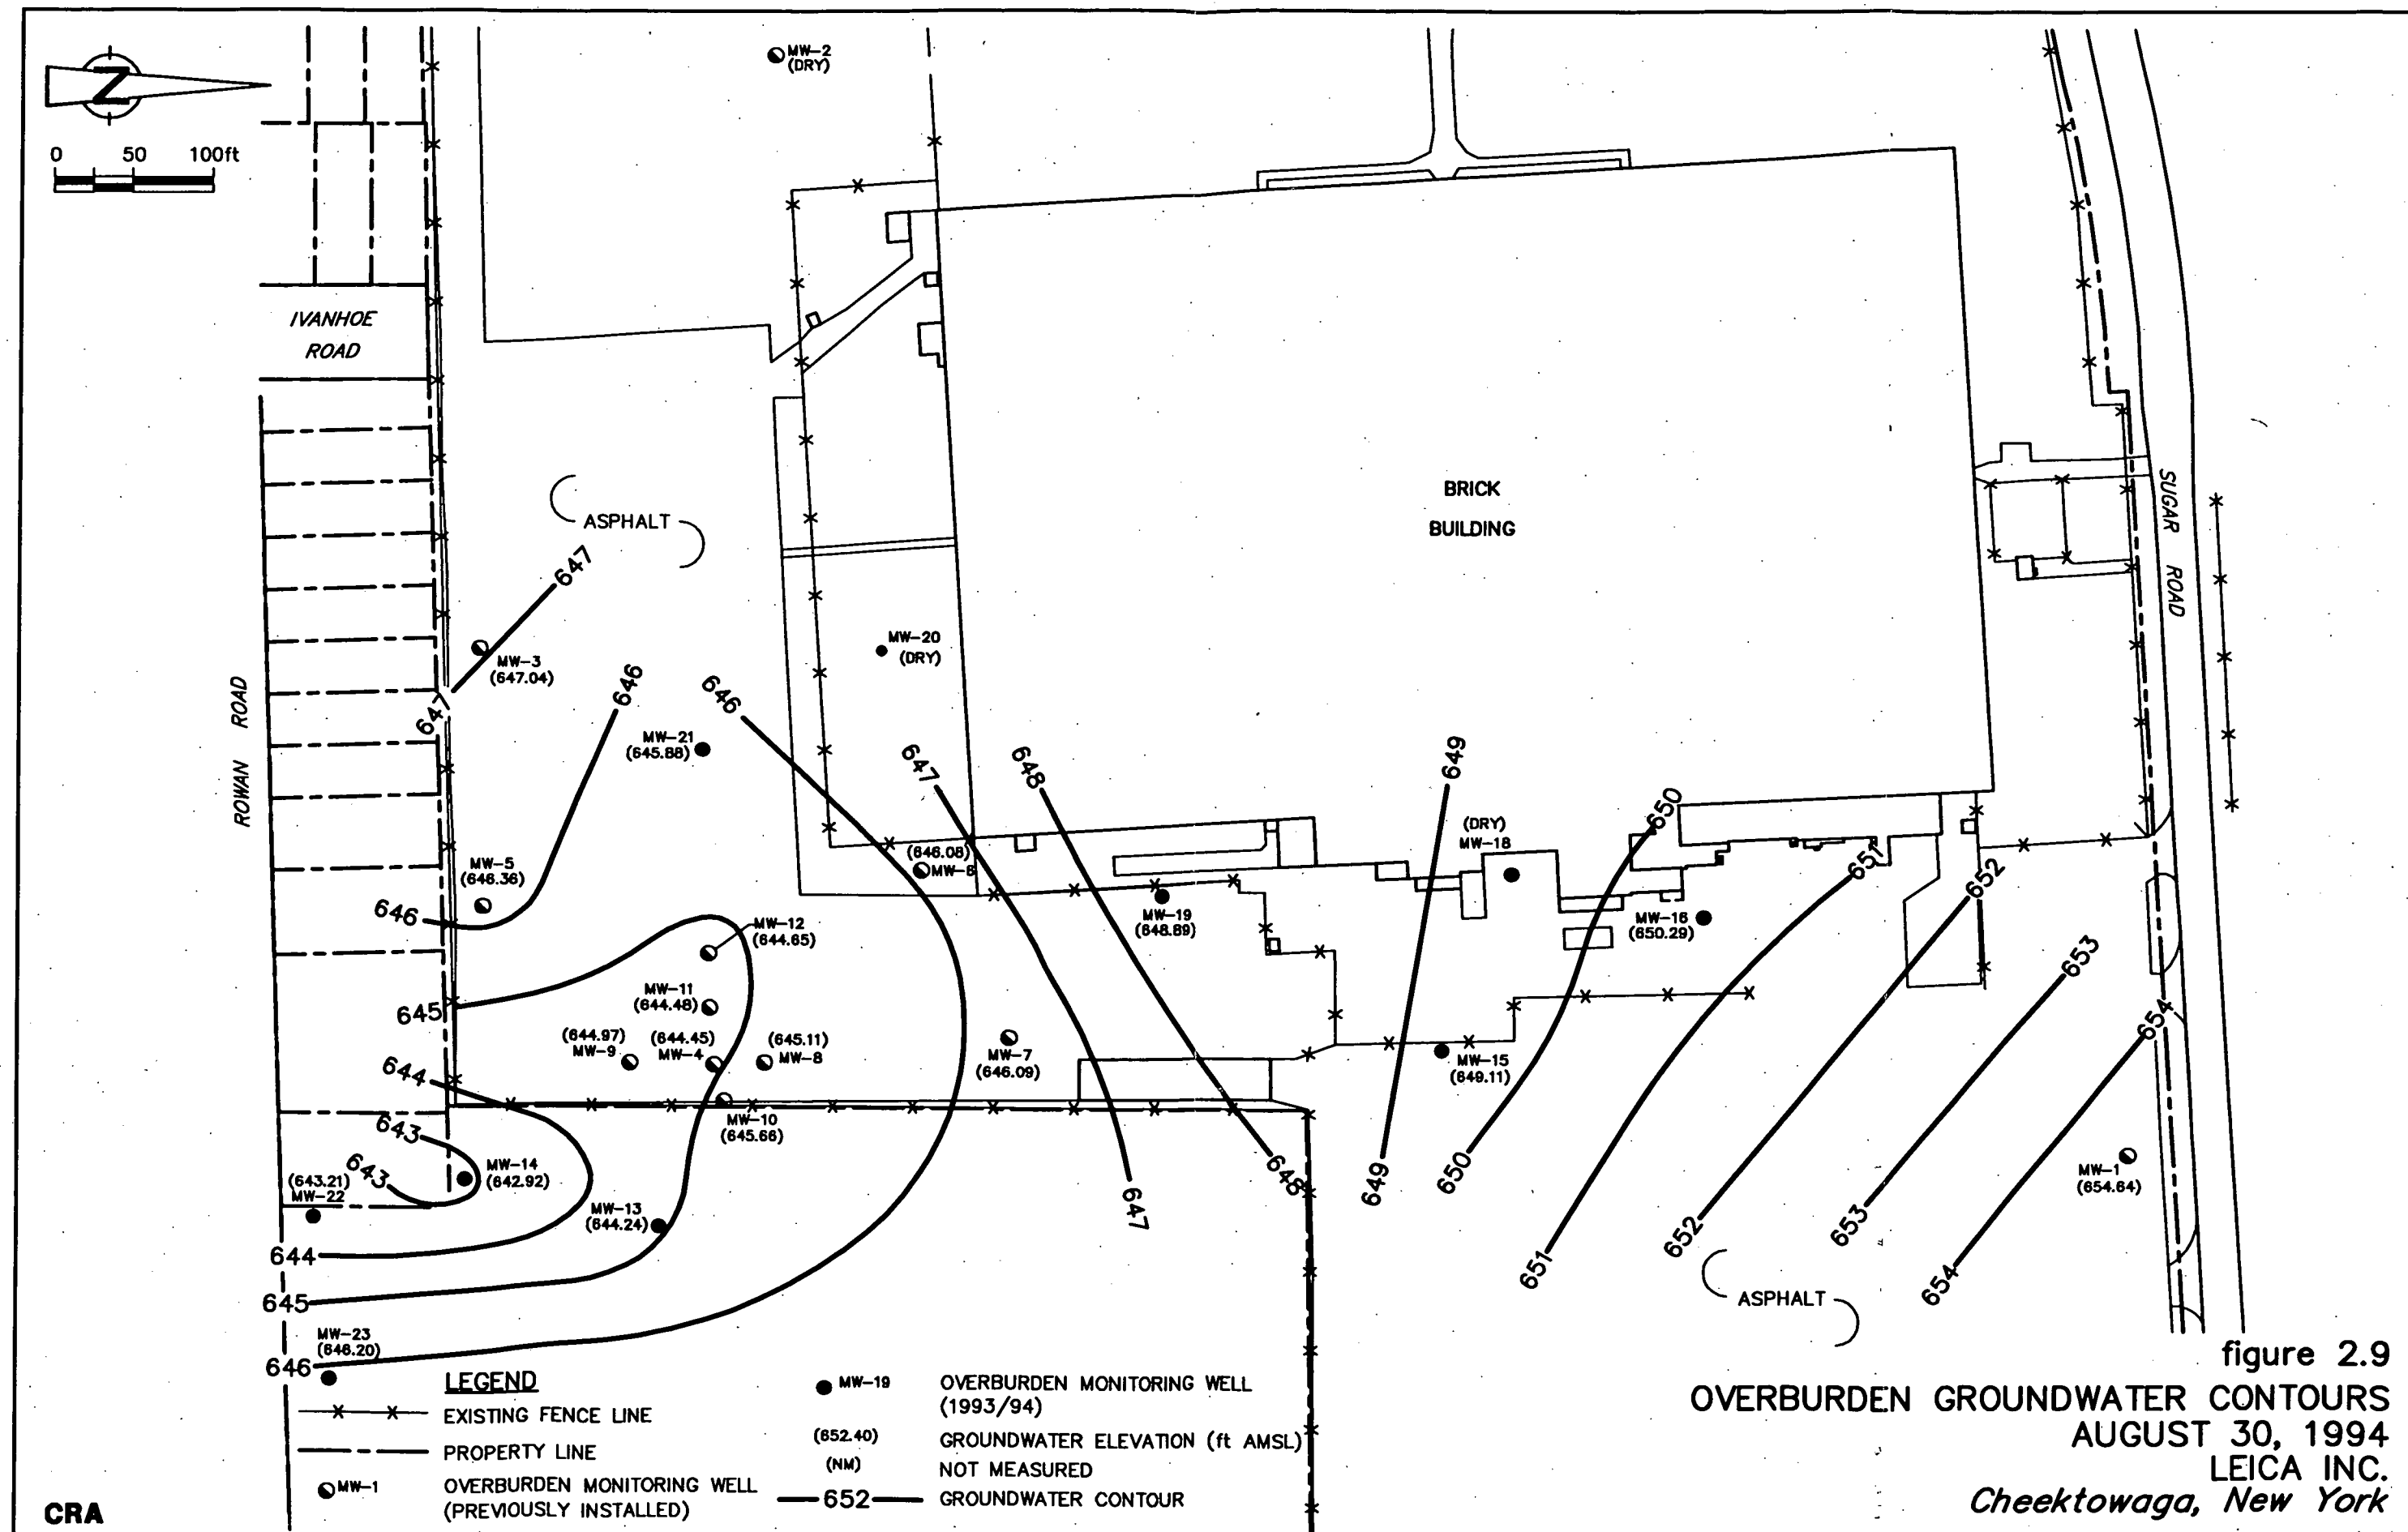 MW-2
(DRY)
N
0 50 100ft
IVANHOE
ROAD
ASPHALT
BRICK
BUILDING
SUGAR ROAD
ROWAN ROAD
647
MW-3
(647.04)
647
646
646
MW-20
(DRY)
MW-21
(645.88)
647
648
649
650
(DRY)
MW-18
651
652
MW-5
(646.36)
646
(646.08)
MW-6
MW-19
(648.89)
MW-16
(650.29)
MW-12
(644.65)
653
MW-11
(644.48)
645
654
(644.97)
MW-9
(644.45)
MW-4
(645.11)
MW-8
MW-7
(646.09)
MW-15
(649.11)
644
MW-10
(645.66)
643
643
MW-14
(642.92)
(643.21)
MW-22
MW-13
(644.24)
647
648
649
650
651
652
653
654
MW-1
(654.64)
644
645
ASPHALT
MW-23
(646.20)
646
LEGEND
EXISTING FENCE LINE
PROPERTY LINE
MW-1 OVERBURDEN MONITORING WELL
(PREVIOUSLY INSTALLED)
MW-19 OVERBURDEN MONITORING WELL
(1993/94)
(652.40) GROUNDWATER ELEVATION (ft AMSL)
(NM) NOT MEASURED
652 GROUNDWATER CONTOUR
CRA
figure 2.9
OVERBURDEN GROUNDWATER CONTOURS
AUGUST 30, 1994
LEICA INC.
Cheektowaga, New York